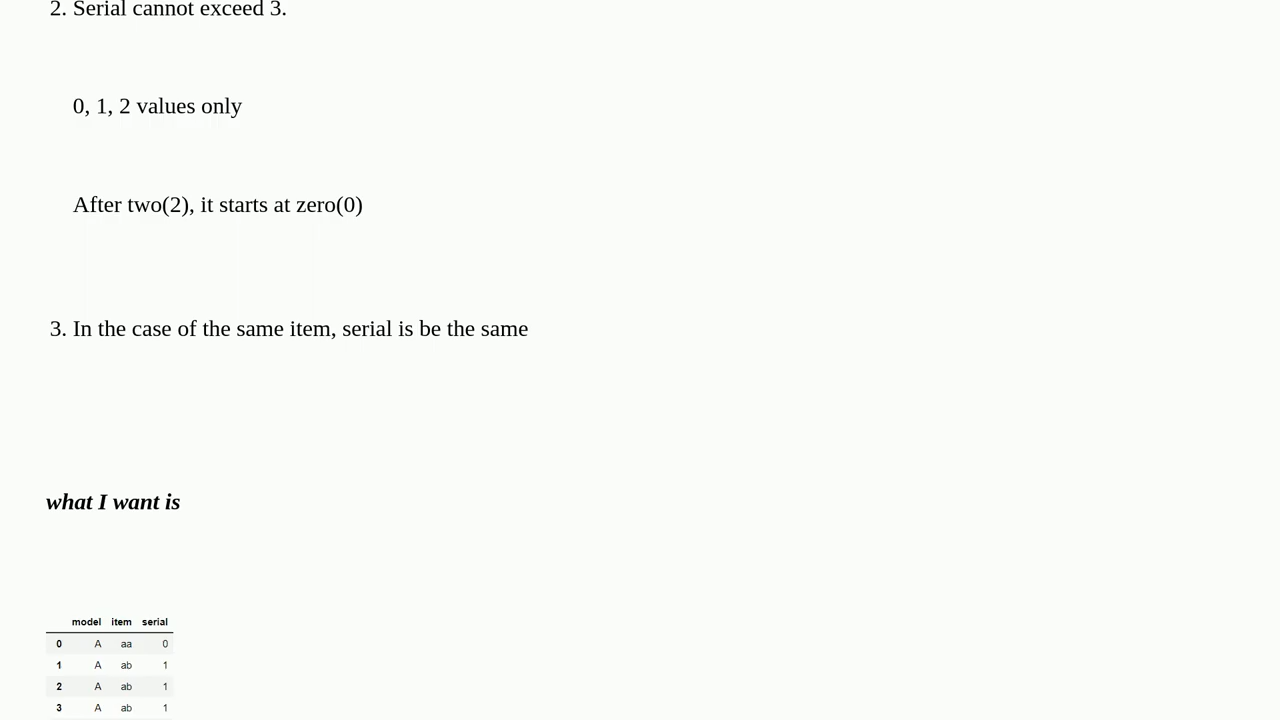 2. Serial cannot exceed 3.
0, 1, 2 values only
After two(2), it starts at zero(0)
3. In the case of the same item, serial is be the same
what I want is
model item serial
0 A aa 0
1 A ab 1
2 A ab 1
3 A ab 1